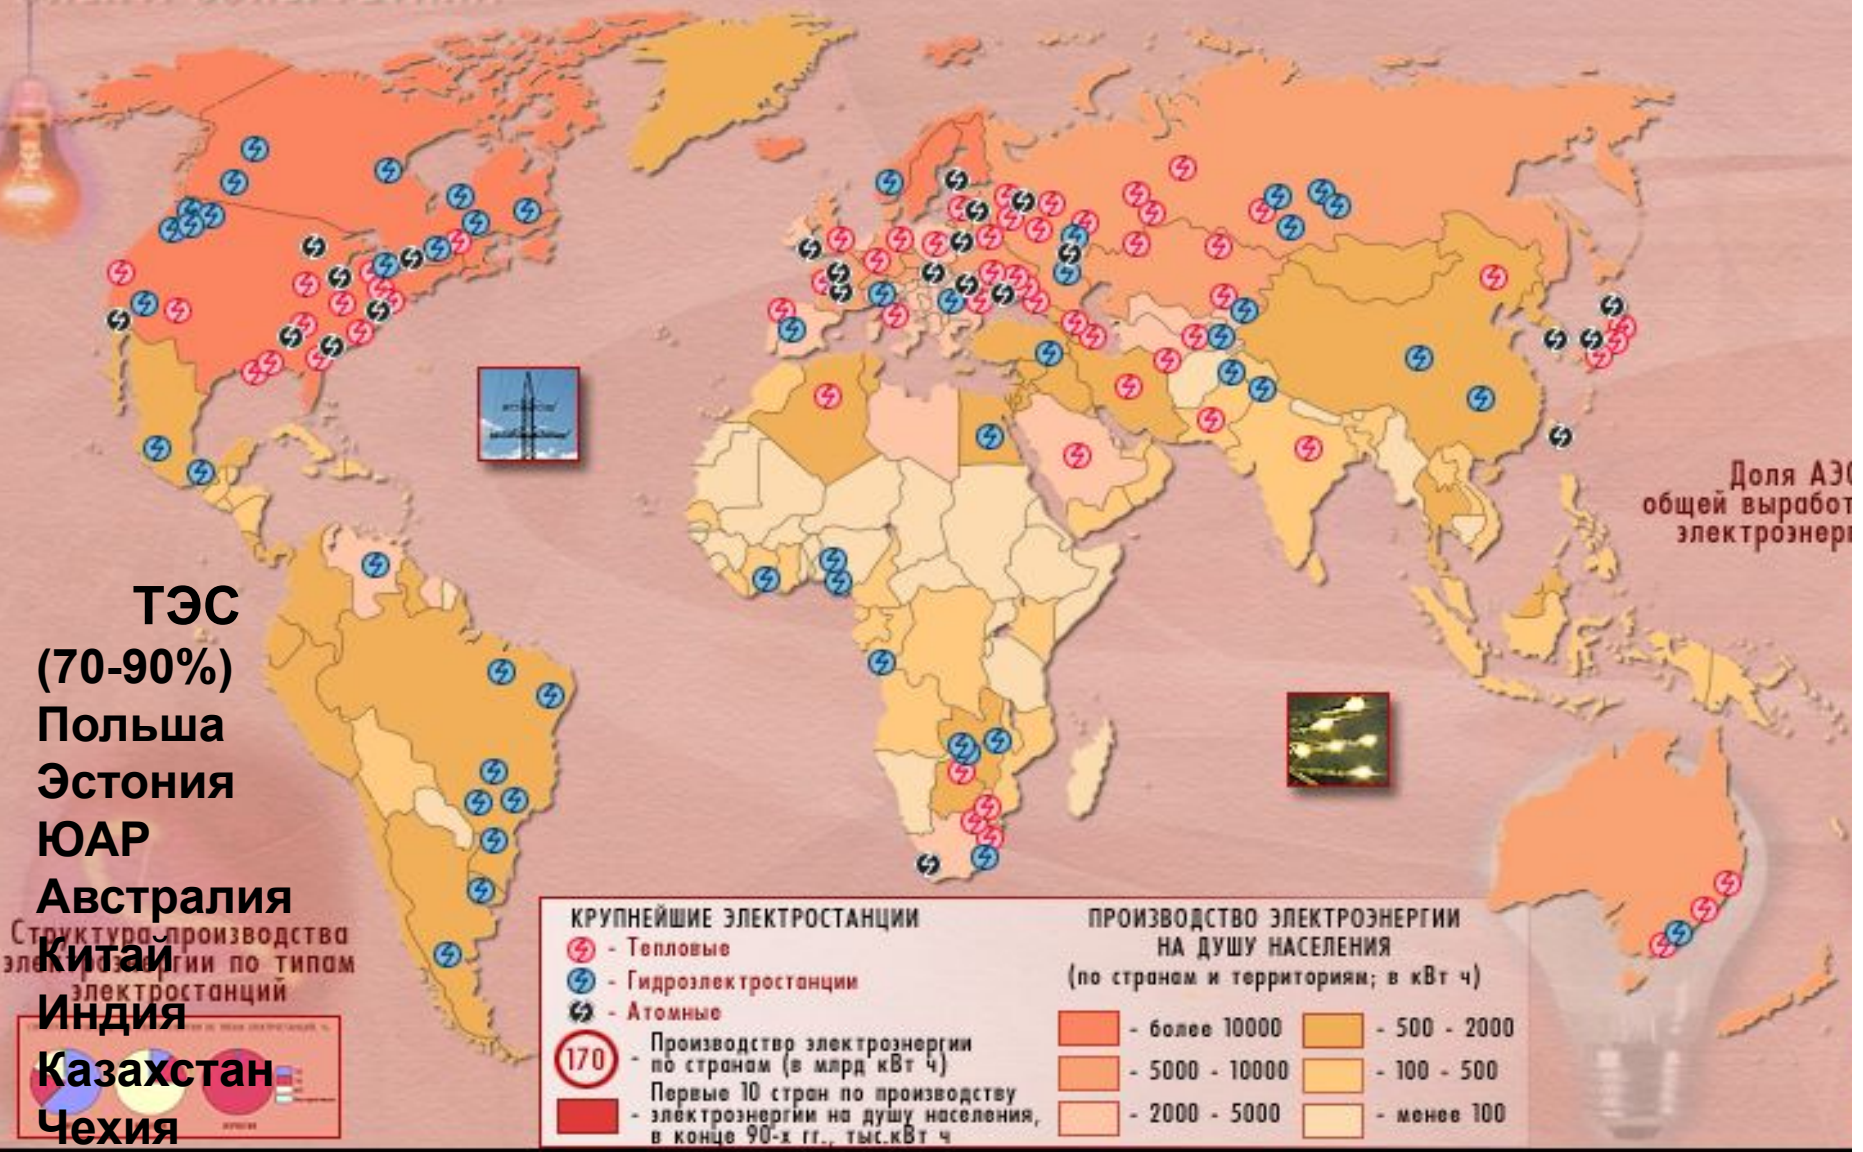 ТЭС
(70-90%)
Польша
Эстония
ЮАР
Австралия
Китай
Индия
Казахстан
Чехия
Структура производства
электроэнергии по типам
электростанций
Доля АЭС
общей выработ
электроэнерг
КРУПНЕЙШИЕ ЭЛЕКТРОСТАНЦИИ
- Тепловые
- Гидроэлектростанции
- Атомные
170 - Производство электроэнергии
по странам (в млрд кВт ч)
Первые 10 стран по производству
- электроэнергии на душу населения,
в конце 90-х гг., тыс.кВт ч
ПРОИЗВОДСТВО ЭЛЕКТРОЭНЕРГИИ
НА ДУШУ НАСЕЛЕНИЯ
(по странам и территориям; в кВт ч)
- более 10000
- 5000 - 10000
- 2000 - 5000
- 500 - 2000
- 100 - 500
- менее 100